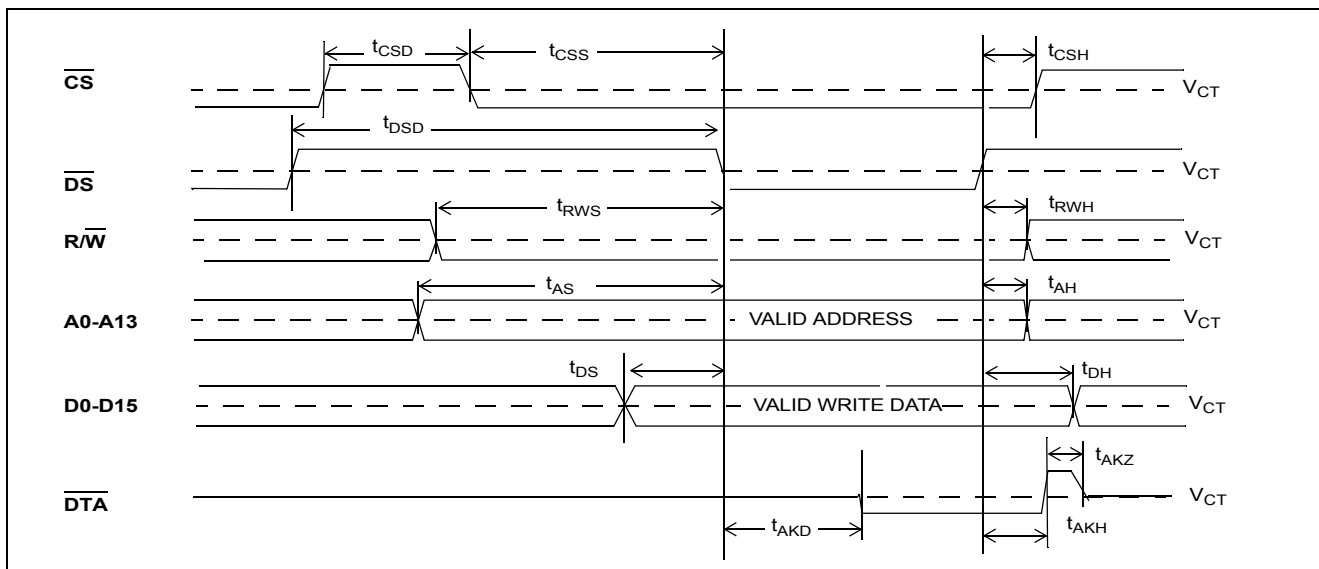 tCSD
tCSS
tCSH
CS
VCT
tDSD
DS
VCT
tRWS
tRWH
R/W
VCT
tAS
tAH
A0-A13
VALID ADDRESS
VCT
tDS
tDH
D0-D15
VALID WRITE DATA
VCT
tAKZ
DTA
VCT
tAKD
tAKH